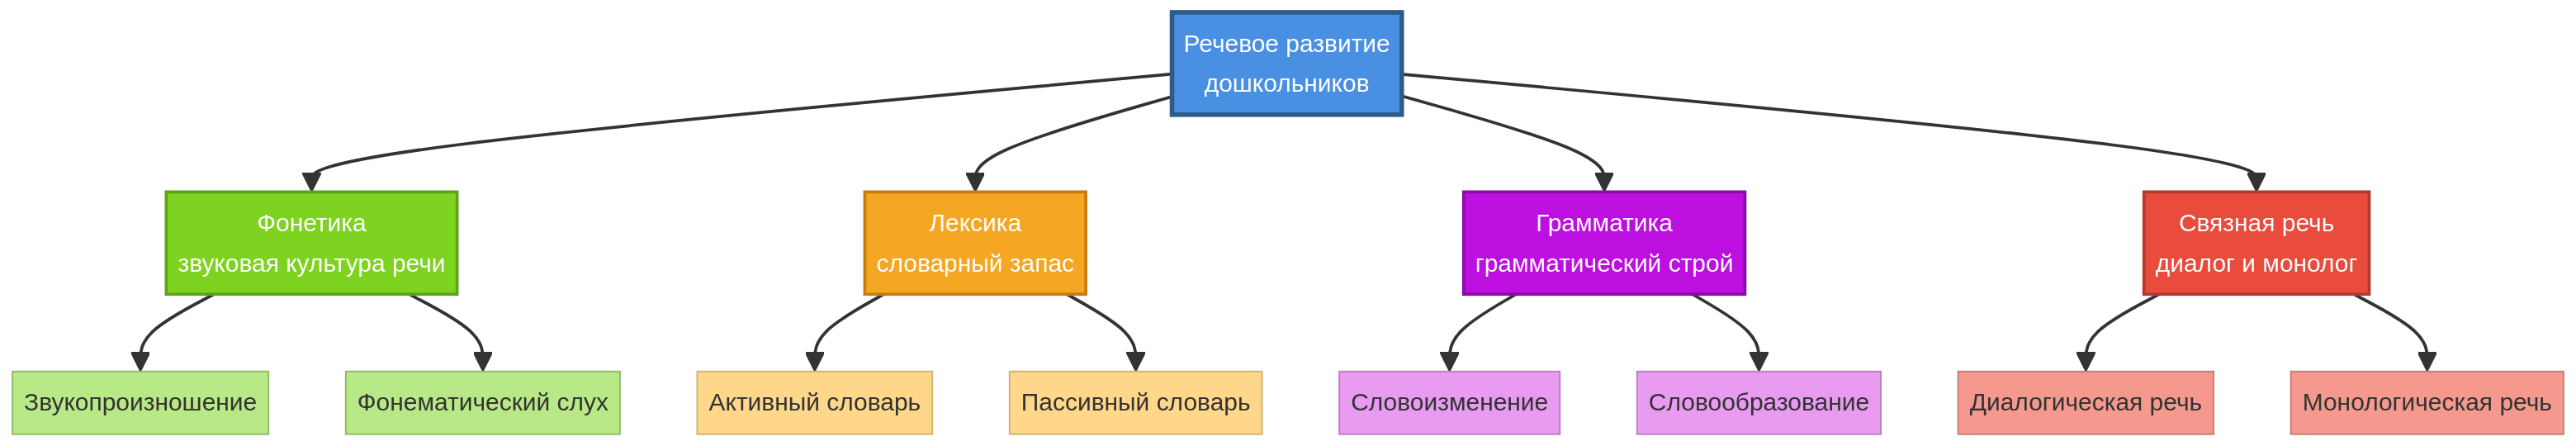 Речевое развитие
дошкольников
Фонетика
звуковая культура речи
Лексика
словарный запас
Грамматика
грамматический строй
Связная речь
диалог и монолог
Звукопроизношение
Фонематический слух
Активный словарь
Пассивный словарь
Словоизменение
Словообразование
Диалогическая речь
Монологическая речь